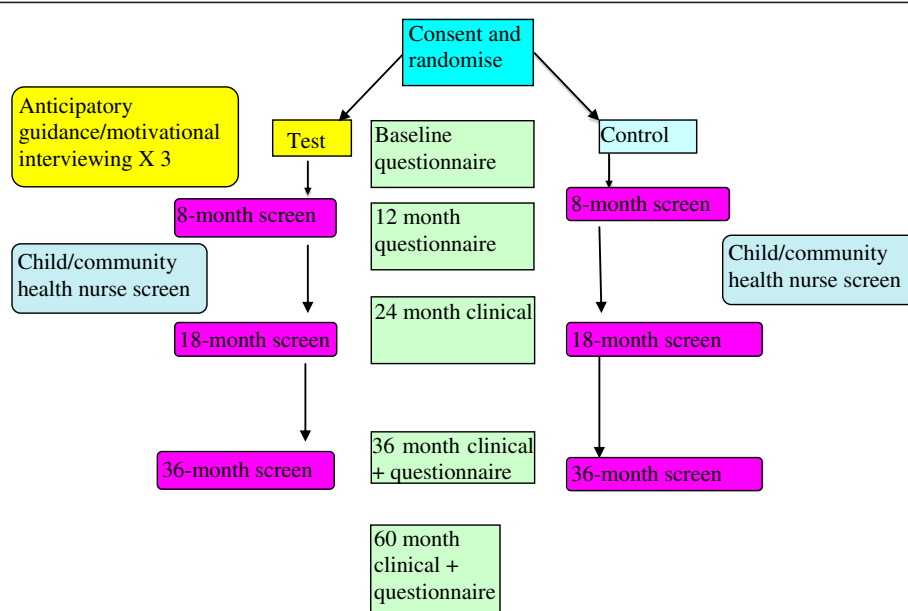 Consent and
randomise
Anticipatory
guidance/motivational
interviewing X 3
Test
Baseline
questionnaire
Control
8-month screen
12 month
questionnaire
8-month screen
Child/community
health nurse screen
Child/community
health nurse screen
24 month clinical
18-month screen
18-month screen
36 month clinical
+ questionnaire
36-month screen
36-month screen
60 month
clinical +
questionnaire